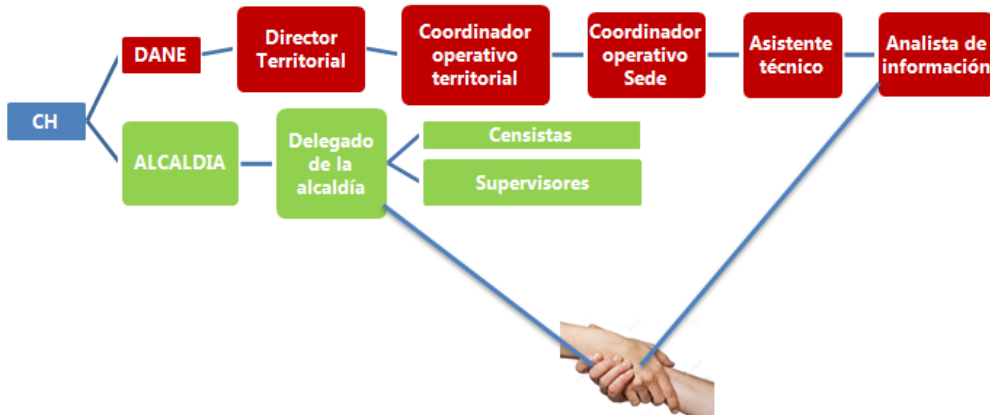 CH
DANE
Director
Territorial
Coordinador
operativo
territorial
Coordinador
operativo
Sede
Asistente
técnico
Analista de
información
ALCALDIA
Delegado
de la
alcaldía
Censistas
Supervisores